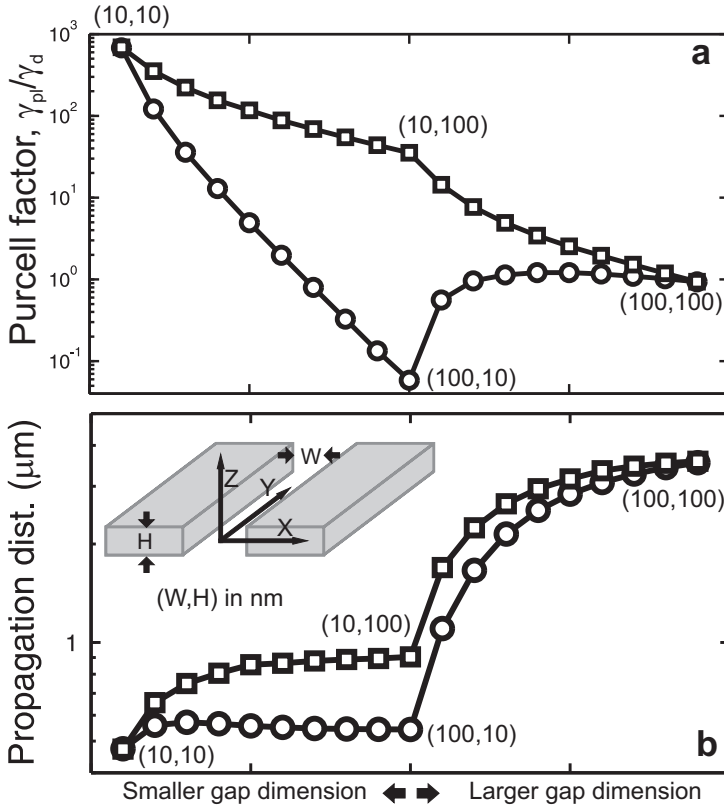 (10,10)
a
10³
10²
10¹
10⁰
10⁻¹
Purcell factor, γpl/γd
(10,100)
(100,100)
(100,10)
b
Propagation dist. (μm)
1
W
Z
Y
X
H
(W,H) in nm
(100,100)
(10,100)
(10,10)
(100,10)
Smaller gap dimension
Larger gap dimension